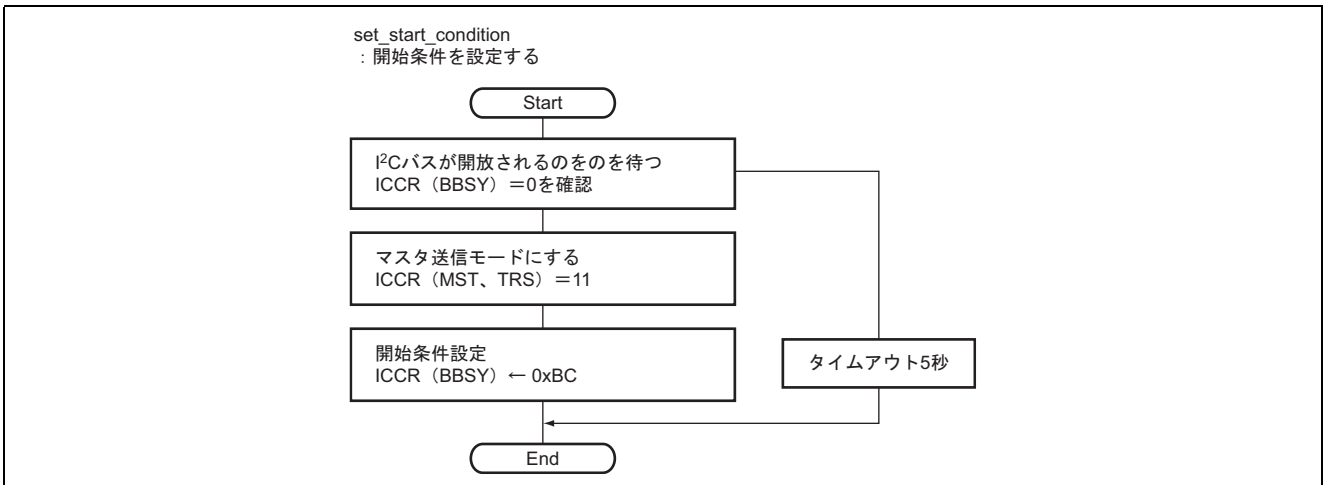 set_start_condition
：開始条件を設定する
Start
I²Cバスが開放されるのをのを待つ
ICCR（BBSY）＝0を確認
マスタ送信モードにする
ICCR（MST、TRS）＝11
開始条件設定
ICCR（BBSY）← 0xBC
タイムアウト5秒
End